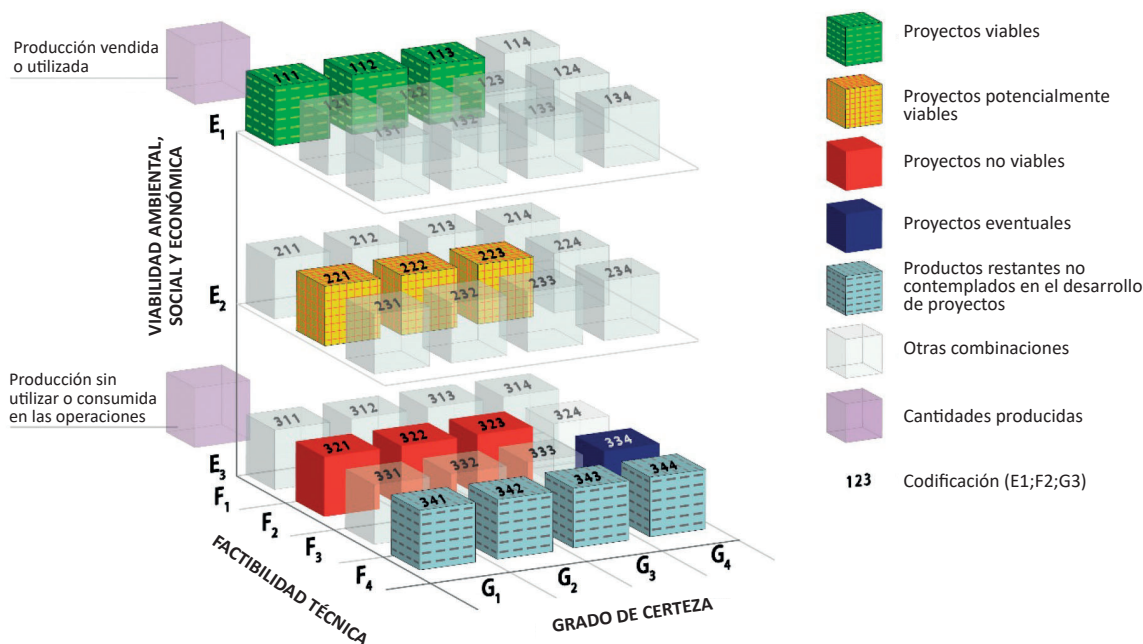 Producción vendida
o utilizada
VIABILIDAD AMBIENTAL,
SOCIAL Y ECONÓMICA
E1
111
112
113
114
121
122
123
124
131
132
133
134
E2
211
212
213
214
221
222
223
224
231
232
233
234
Producción sin
utilizar o consumida
en las operaciones
E3
311
312
313
314
321
322
323
324
331
332
333
334
341
342
343
344
F1
F2
F3
F4
FACTIBILIDAD TÉCNICA
G1
G2
G3
G4
GRADO DE CERTEZA
Proyectos viables
Proyectos potencialmente
viables
Proyectos no viables
Proyectos eventuales
Productos restantes no
contemplados en el desarrollo
de proyectos
Otras combinaciones
Cantidades producidas
123 Codificación (E1;F2;G3)